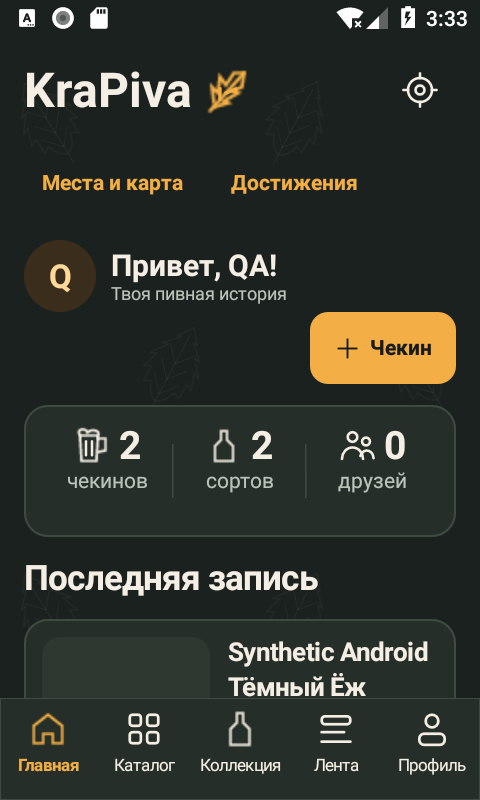 3:33
KraPiva
Места и карта
Достижения
Q
Привет, QA!
Твоя пивная история
Чекин
2
чекинов
2
сортов
0
друзей
Последняя запись
Synthetic Android
Тёмный Ёж
Главная
Каталог
Коллекция
Лента
Профиль